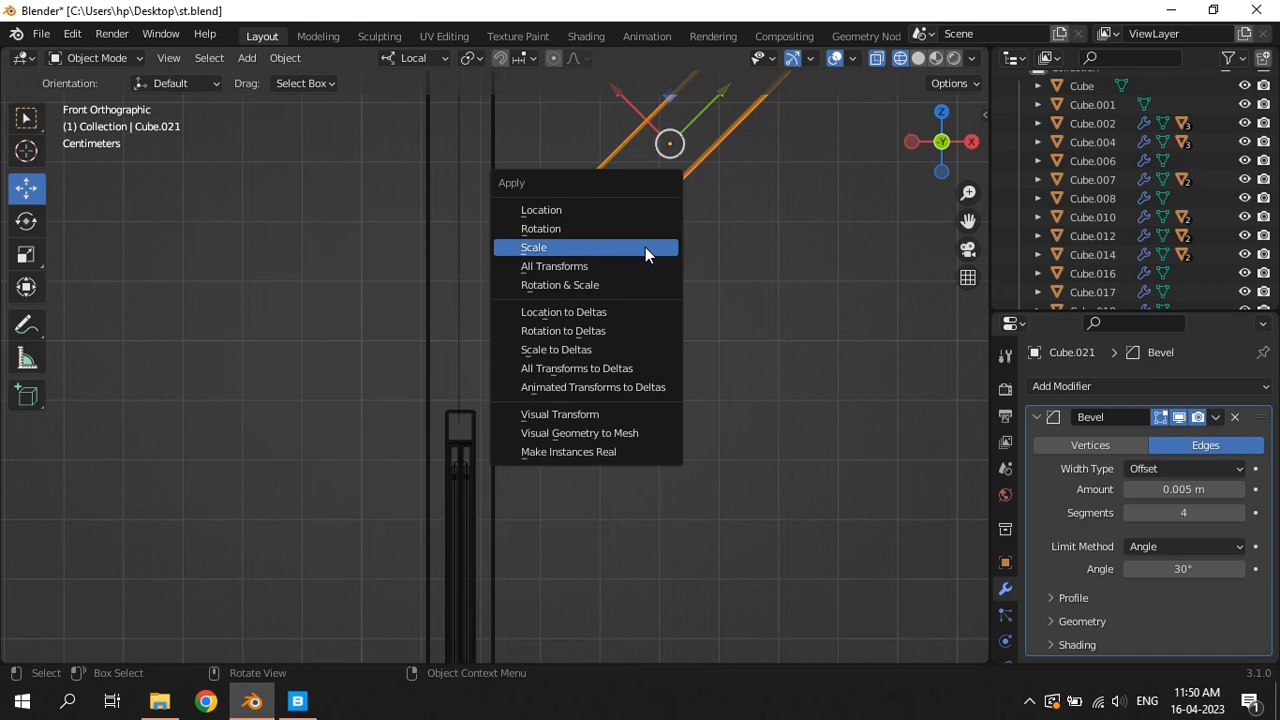 Blender* [C:\Users\hp\Desktop\st.blend]
File Edit Render Window Help Layout Modeling Sculpting UV Editing Texture Paint Shading Animation Rendering Compositing Geometry Nod Scene ViewLayer
Object Mode View Select Add Object Local
Orientation: Default Drag: Select Box Options
Front Orthographic
(1) Collection | Cube.021
Centimeters
Z
Y
X
Apply
Location
Rotation
Scale
All Transforms
Rotation & Scale
Location to Deltas
Rotation to Deltas
Scale to Deltas
All Transforms to Deltas
Animated Transforms to Deltas
Visual Transform
Visual Geometry to Mesh
Make Instances Real
Cube
Cube.001
Cube.002 3
Cube.004 3
Cube.006
Cube.007 2
Cube.008
Cube.010 2
Cube.012 2
Cube.014 2
Cube.016
Cube.017
Cube.021 Bevel
Add Modifier
Bevel
Vertices Edges
Width Type Offset
Amount 0.005 m
Segments 4
Limit Method Angle
Angle 30°
Profile
Geometry
Shading
Select Box Select Rotate View Object Context Menu 3.1.0
ENG 11:50 AM
16-04-2023 1